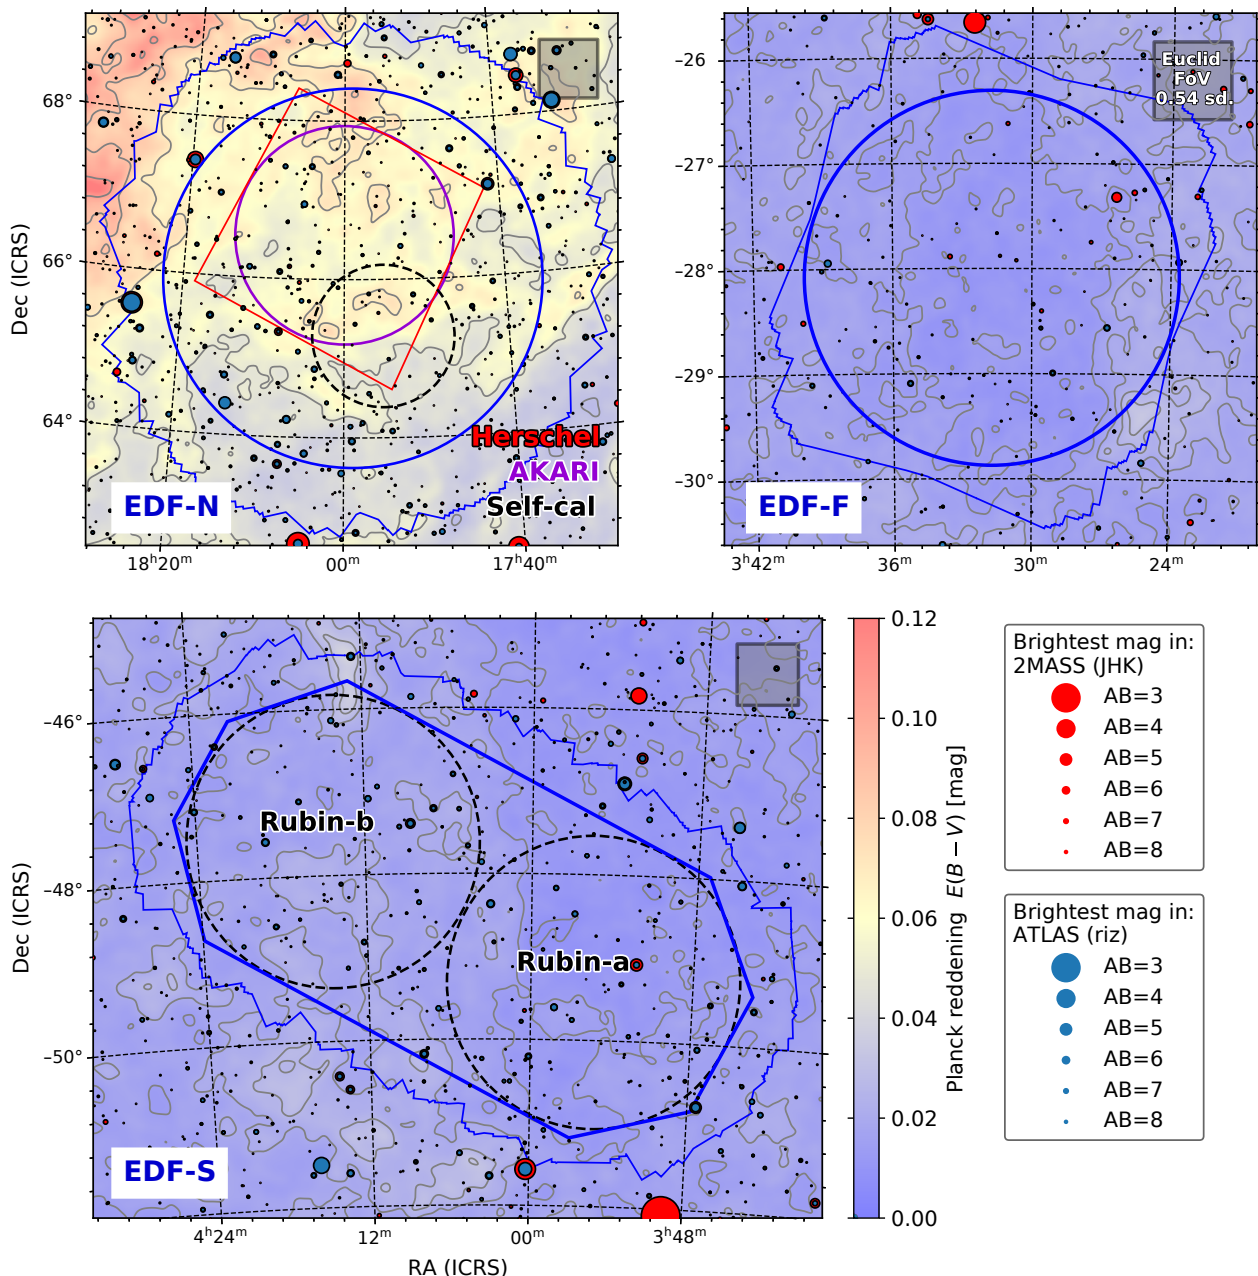 Dec (ICRS)
68°
66°
64°
Herschel
AKARI
Self-cal
EDF-N
18ʰ20ᵐ
00ᵐ
17ʰ40ᵐ
-26°
-27°
-28°
-29°
-30°
Euclid
FoV
0.54 sd.
EDF-F
3ʰ42ᵐ
36ᵐ
30ᵐ
24ᵐ
Dec (ICRS)
-46°
-48°
-50°
Rubin-b
Rubin-a
EDF-S
4ʰ24ᵐ
12ᵐ
00ᵐ
3ʰ48ᵐ
RA (ICRS)
0.12
0.10
0.08
0.06
0.04
0.02
0.00
Planck reddening E(B − V) [mag]
Brightest mag in:
2MASS (JHK)
AB=3
AB=4
AB=5
AB=6
AB=7
AB=8
Brightest mag in:
ATLAS (riz)
AB=3
AB=4
AB=5
AB=6
AB=7
AB=8